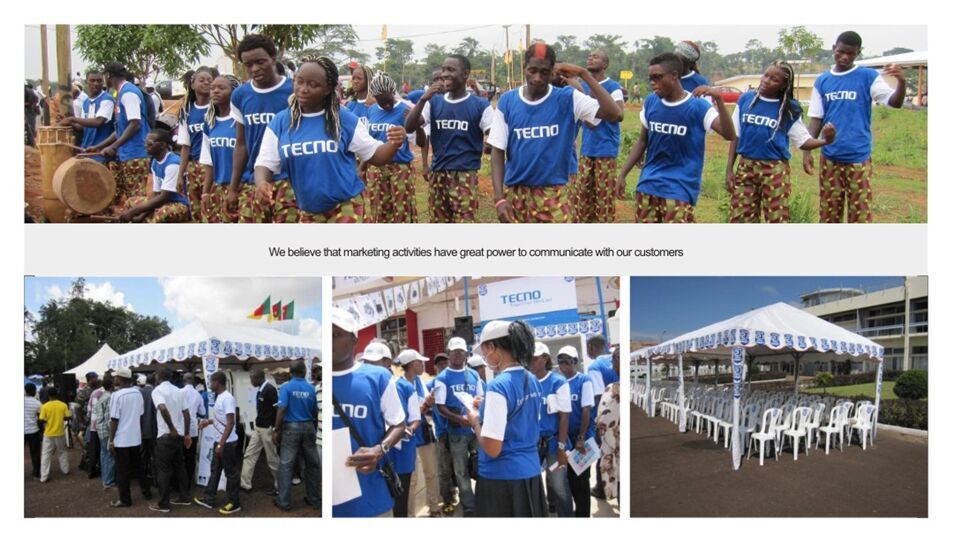 TECNO
TECNO
TECNO
TECNO
TECNO
TECNO
TECNO
We believe that marketing activities have great power to communicate with our customers
TECNO
TECNO
TECNO